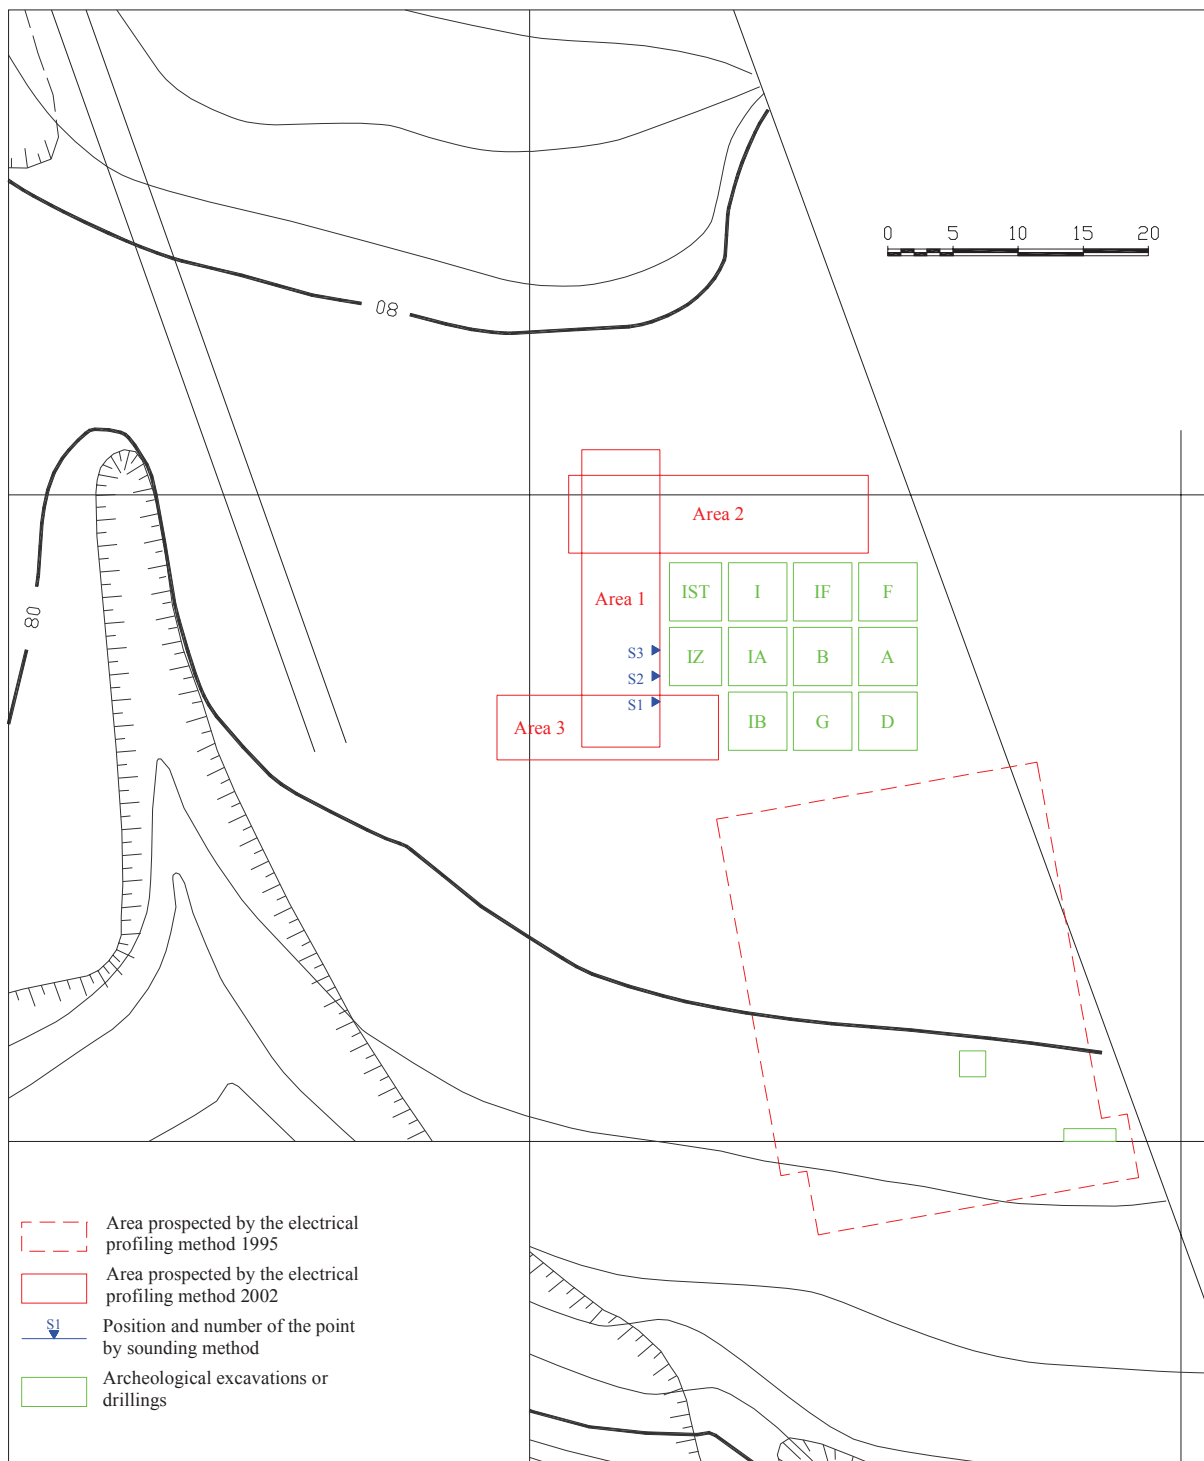 0 5 10 15 20
80
Area 2
IST I IF F
Area 1
80
S3
IZ IA B A
S2
S1
Area 3
IB G D
Area prospected by the electrical
profiling method 1995
Area prospected by the electrical
profiling method 2002
S1
Position and number of the point
by sounding method
Archeological excavations or
drillings